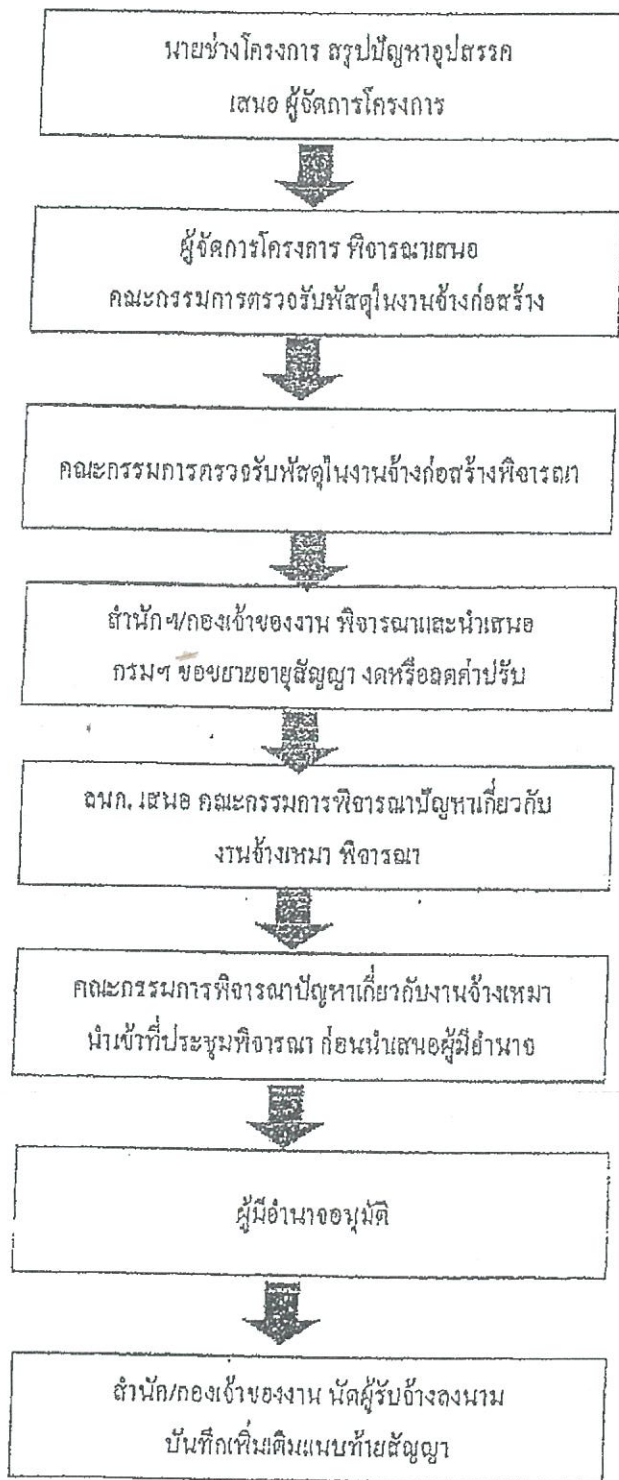 นายช่างโครงการ สรุปปัญหาอุปสรรค
เสนอ ผู้จัดการโครงการ
ผู้จัดการโครงการ พิจารณาเสนอ
คณะกรรมการตรวจรับพัสดุในงานจ้างก่อสร้าง
คณะกรรมการตรวจรับพัสดุในงานจ้างก่อสร้างพิจารณา
สำนักฯ/กองเจ้าของงาน พิจารณาและนำเสนอ
กรมฯ ขอขยายอายุสัญญา งดหรือลดค่าปรับ
ลนก. เสนอ คณะกรรมการพิจารณาปัญหาเกี่ยวกับ
งานจ้างเหมา พิจารณา
คณะกรรมการพิจารณาปัญหาเกี่ยวกับงานจ้างเหมา
นำเข้าที่ประชุมพิจารณา ก่อนนำเสนอผู้มีอำนาจ
ผู้มีอำนาจอนุมัติ
สำนัก/กองเจ้าของงาน นัดผู้รับจ้างลงนาม
บันทึกเพิ่มเติมแนบท้ายสัญญา